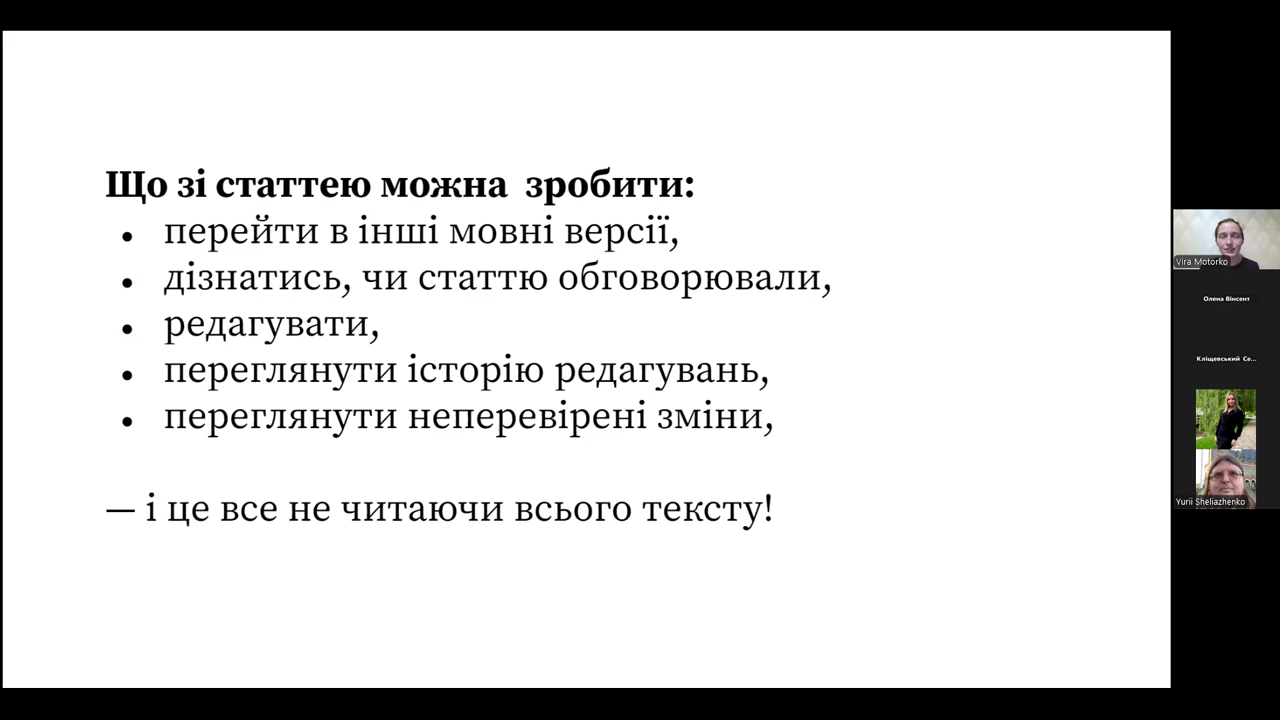 Що зі статтею можна  зробити:
• перейти в інші мовні версії,
• дізнатись, чи статтю обговорювали,
• редагувати,
• переглянути історію редагувань,
• переглянути неперевірені зміни,
— і це все не читаючи всього тексту!
Vira Motorko
Олена Вінсент
Кліщевський Се...
Yurii Sheliazhenko